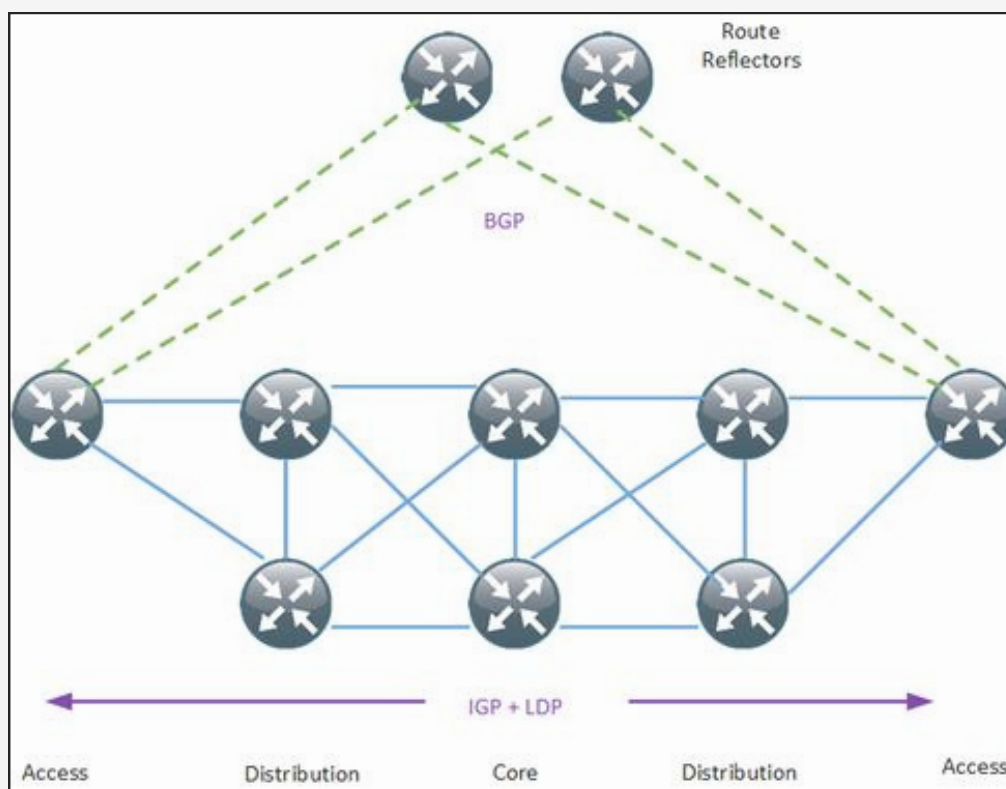 Route
Reflectors
BGP
IGP + LDP
Access
Distribution
Core
Distribution
Access